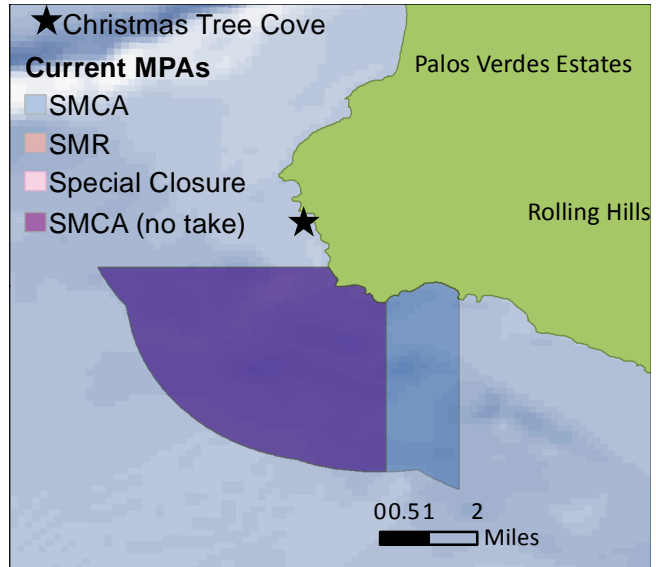 Christmas Tree Cove
Current MPAs
SMCA
SMR
Special Closure
SMCA (no take)
Palos Verdes Estates
Rolling Hills
00.51 2
Miles